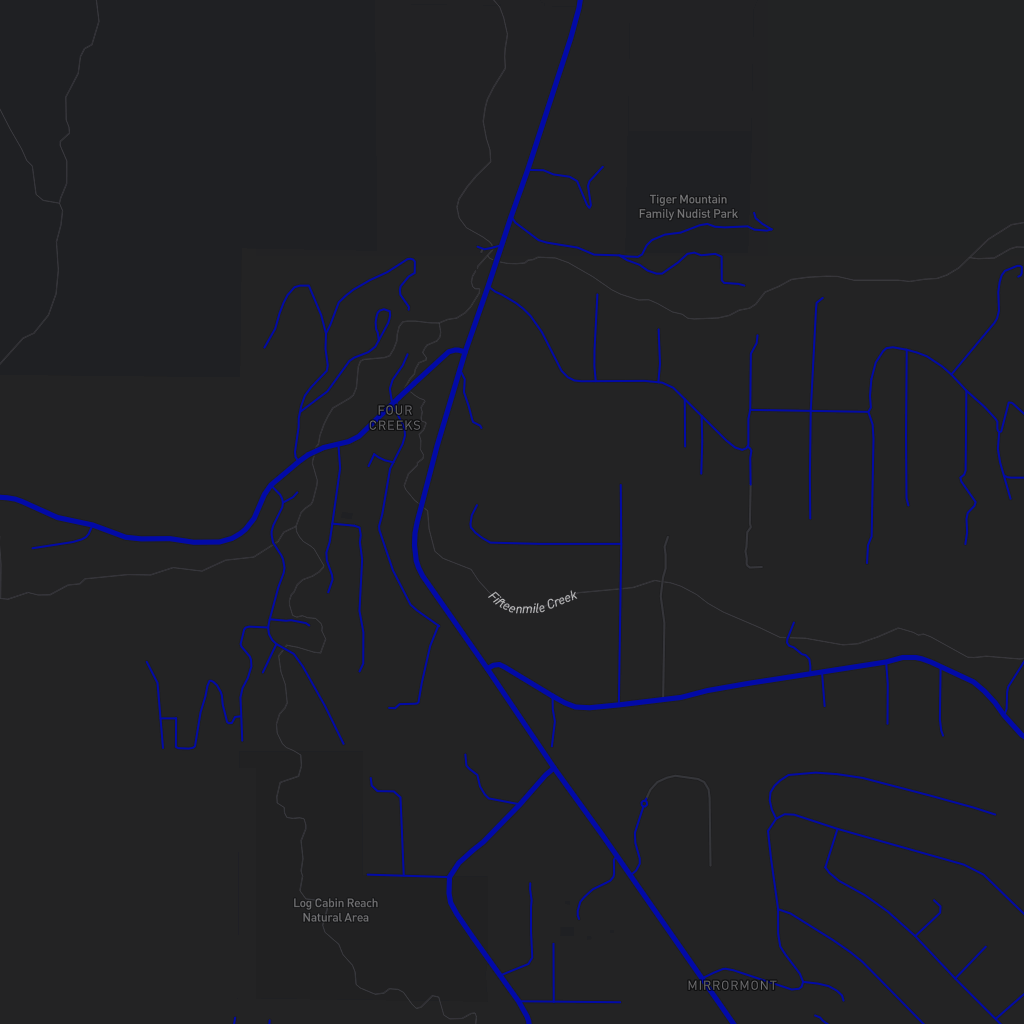 Tiger Mountain
Family Nudist Park
FOUR
CREEKS
Fifteenmile Creek
Log Cabin Reach
Natural Area
MIRRORMONT